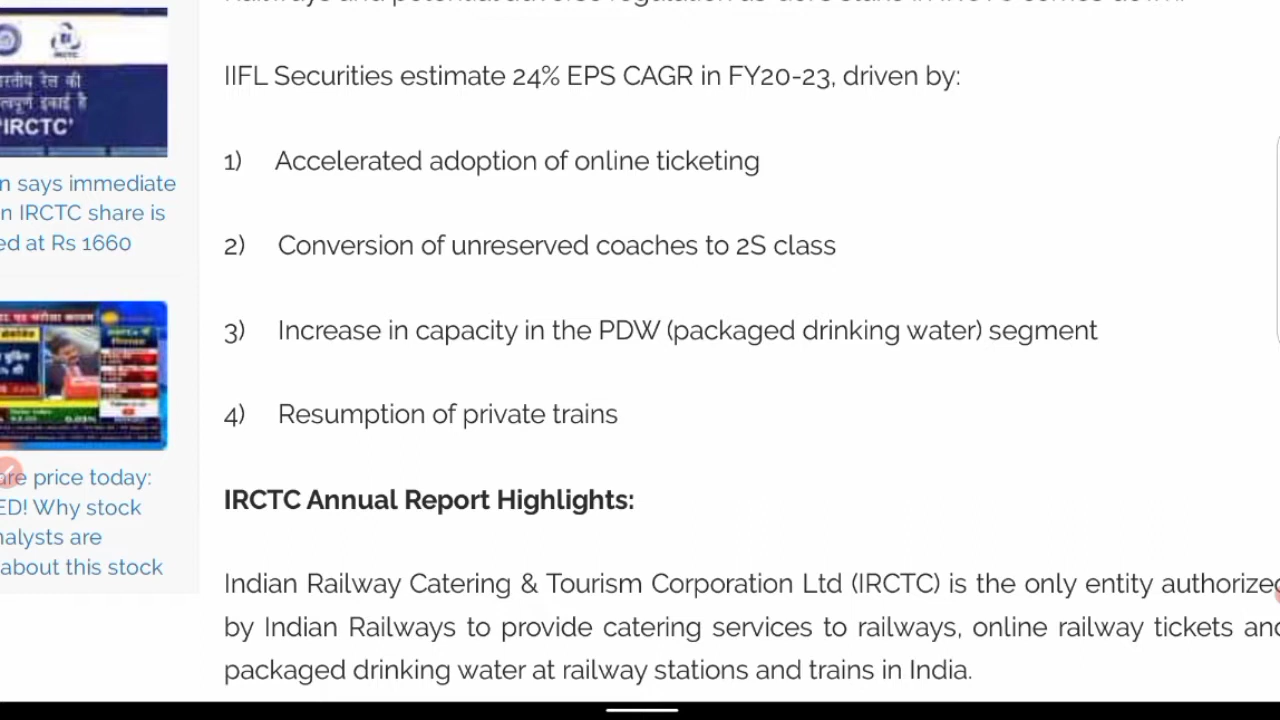 IRCTC
रेल की
इकाई है
'IRCTC'
says immediate
IRCTC share is
at Rs 1660
price today:
Why stock
are
about this stock
IIFL Securities estimate 24% EPS CAGR in FY20-23, driven by:
1) Accelerated adoption of online ticketing
2) Conversion of unreserved coaches to 2S class
3) Increase in capacity in the PDW (packaged drinking water) segment
4) Resumption of private trains
IRCTC Annual Report Highlights:
Indian Railway Catering & Tourism Corporation Ltd (IRCTC) is the only entity authorized
by Indian Railways to provide catering services to railways, online railway tickets and
packaged drinking water at railway stations and trains in India.